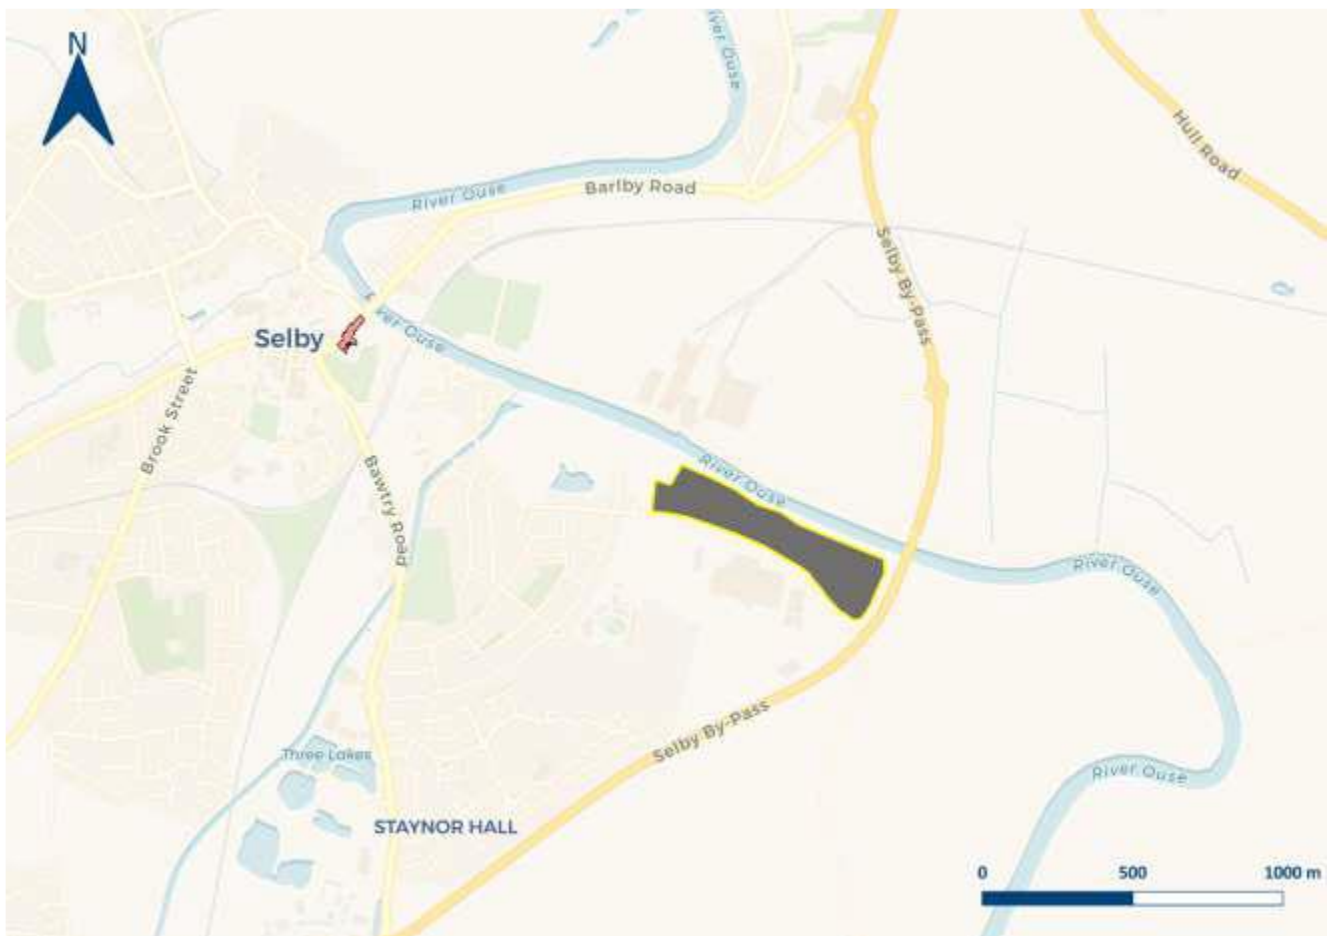 N
River Ouse
River Ouse
Barlby Road
Hull Road
Selby By-Pass
Selby
River Ouse
Brook Street
Bawtry Road
River Ouse
River Ouse
Selby By-Pass
Three Lakes
River Ouse
STAYNOR HALL
0 500 1000 m